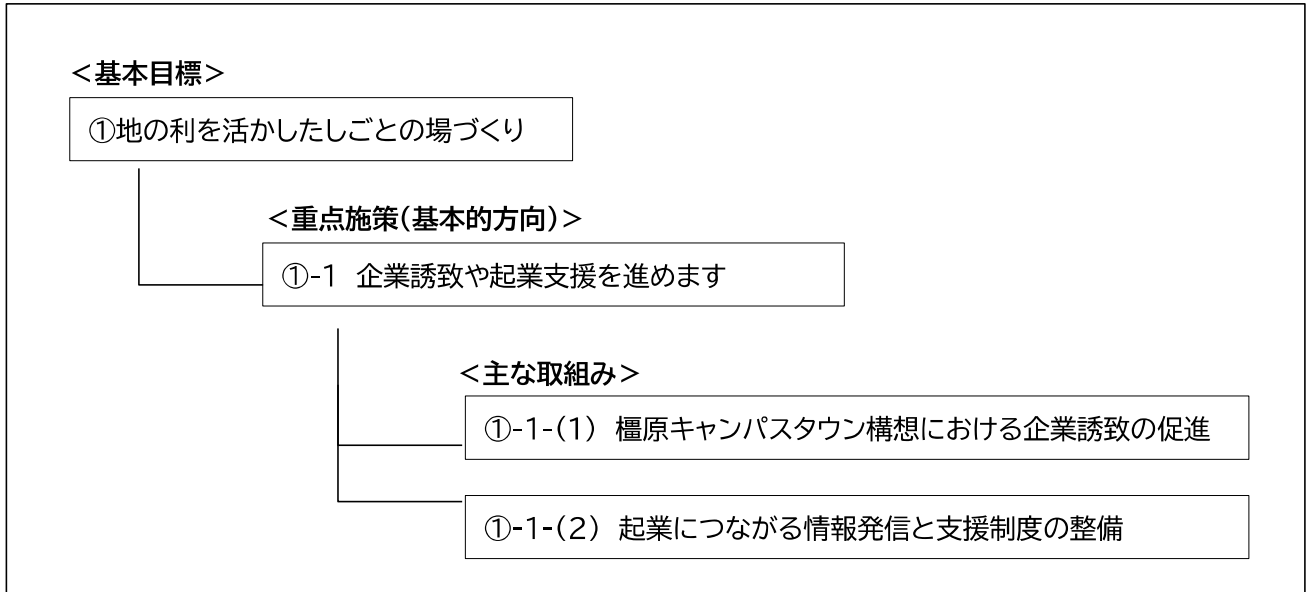 ＜基本目標＞
①地の利を活かしたしごとの場づくり
＜重点施策(基本的方向)＞
①-1 企業誘致や起業支援を進めます
＜主な取組み＞
①-1-(1) 橿原キャンパスタウン構想における企業誘致の促進
①-1-(2) 起業につながる情報発信と支援制度の整備